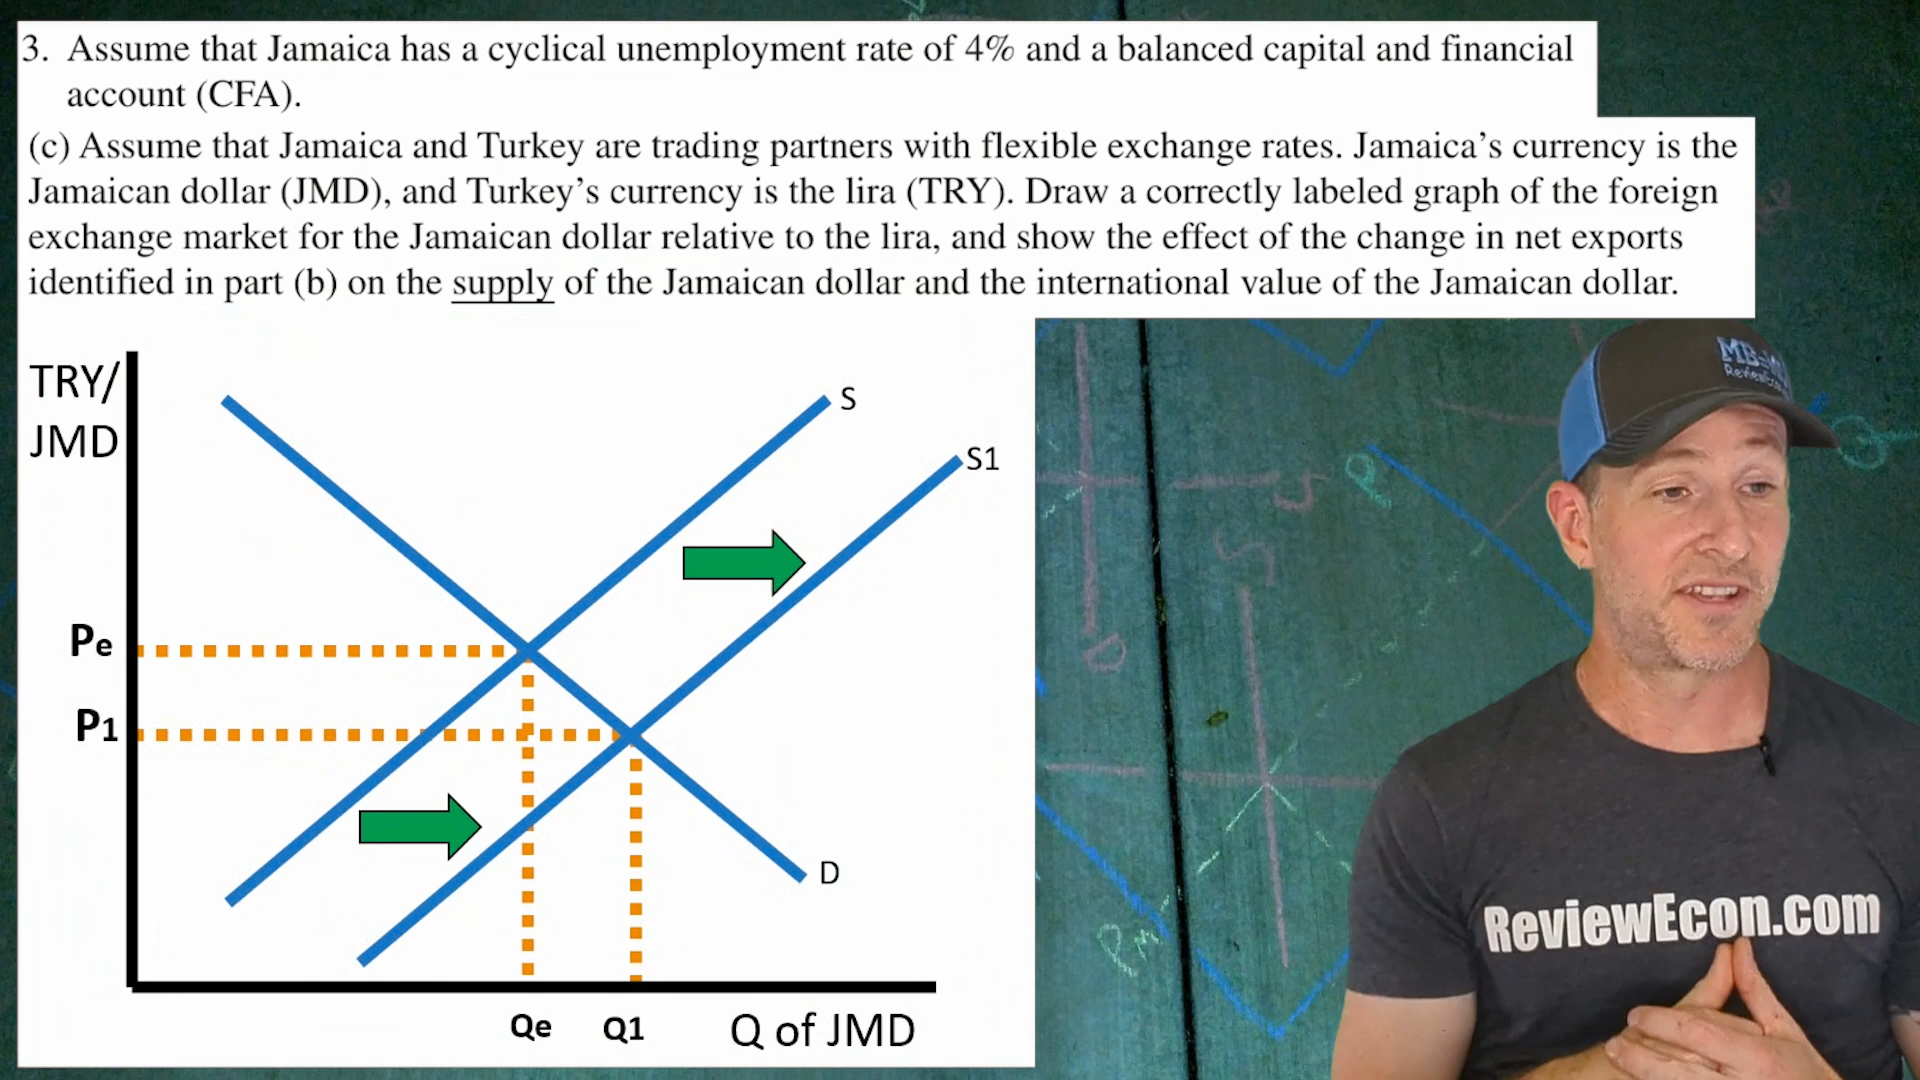 3. Assume that Jamaica has a cyclical unemployment rate of 4% and a balanced capital and financial
account (CFA).
(c) Assume that Jamaica and Turkey are trading partners with flexible exchange rates. Jamaica’s currency is the
Jamaican dollar (JMD), and Turkey’s currency is the lira (TRY). Draw a correctly labeled graph of the foreign
exchange market for the Jamaican dollar relative to the lira, and show the effect of the change in net exports
identified in part (b) on the supply of the Jamaican dollar and the international value of the Jamaican dollar.
TRY/
JMD
S
S1
Pe
P1
D
Qe
Q1
Q of JMD
ReviewEcon.com